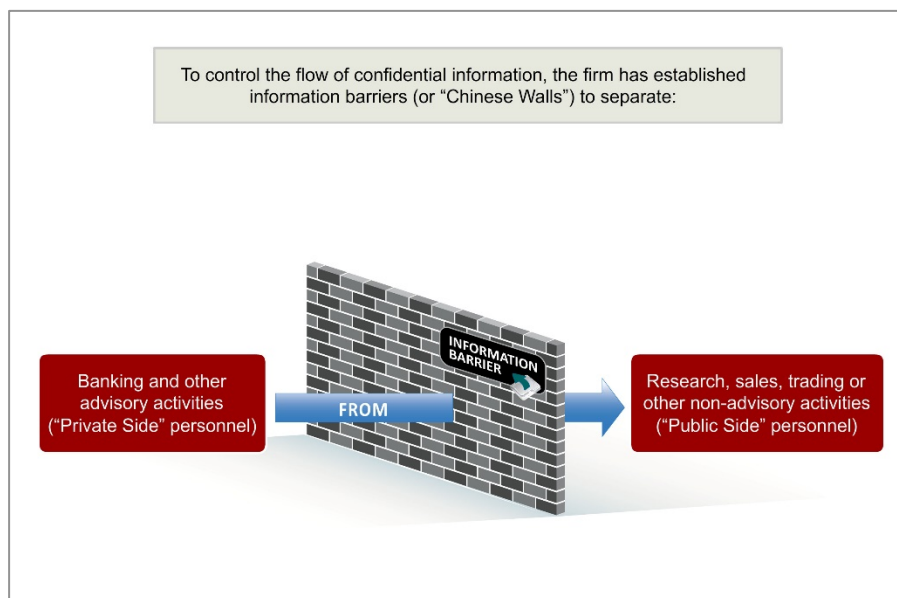 To control the flow of confidential information, the firm has established
information barriers (or “Chinese Walls”) to separate:
INFORMATION
BARRIER
Banking and other
advisory activities
(“Private Side” personnel)
FROM
Research, sales, trading or
other non-advisory activities
(“Public Side” personnel)